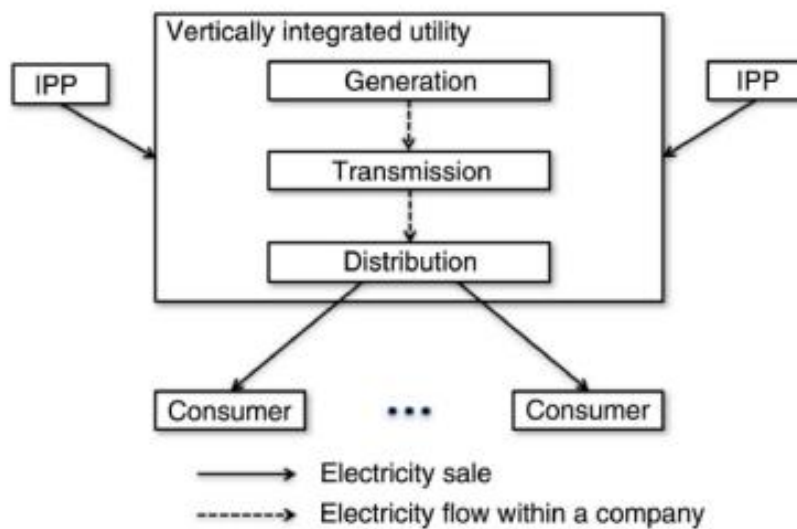 Vertically integrated utility
IPP
Generation
IPP
Transmission
Distribution
Consumer
Consumer
Electricity sale
Electricity flow within a company